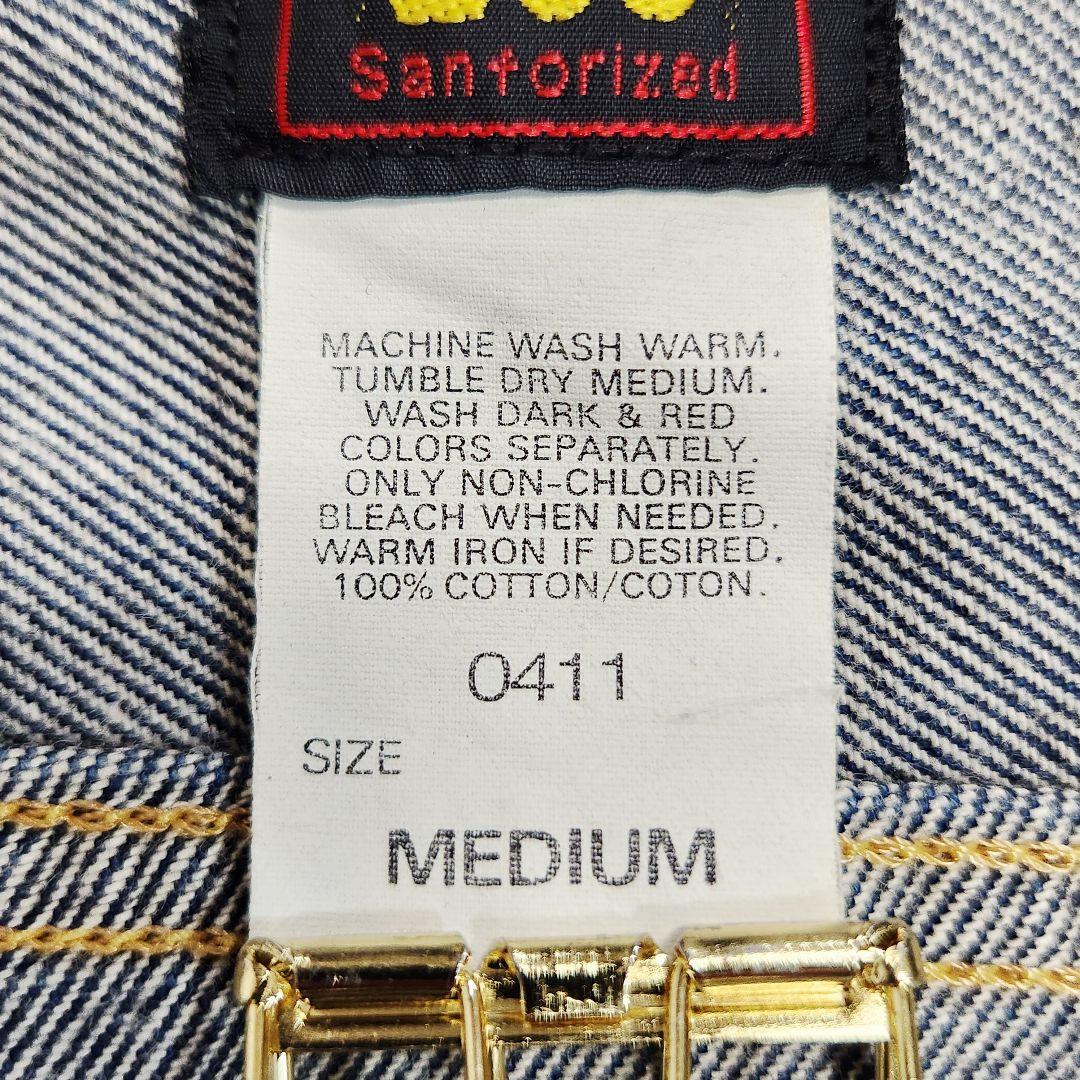 Sanforized
MACHINE WASH WARM.
TUMBLE DRY MEDIUM.
WASH DARK & RED
COLORS SEPARATELY.
ONLY NON-CHLORINE
BLEACH WHEN NEEDED.
WARM IRON IF DESIRED.
100% COTTON/COTON.
0411
SIZE
MEDIUM